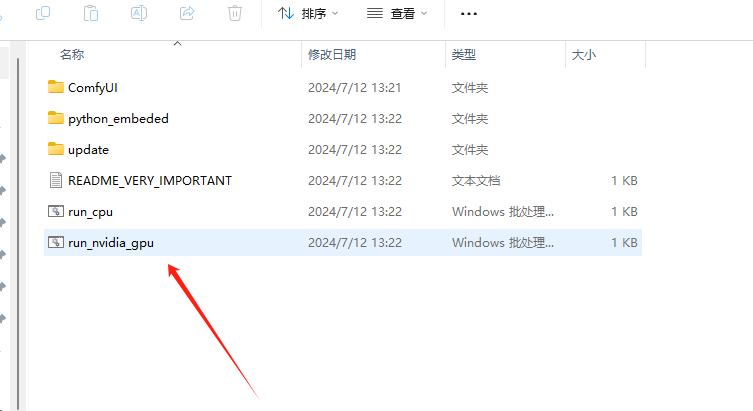 排序 查看 ...
名称 修改日期 类型 大小
ComfyUI 2024/7/12 13:21 文件夹
python_embeded 2024/7/12 13:22 文件夹
update 2024/7/12 13:22 文件夹
README_VERY_IMPORTANT 2024/7/12 13:22 文本文档 1 KB
run_cpu 2024/7/12 13:22 Windows 批处理... 1 KB
run_nvidia_gpu 2024/7/12 13:22 Windows 批处理... 1 KB